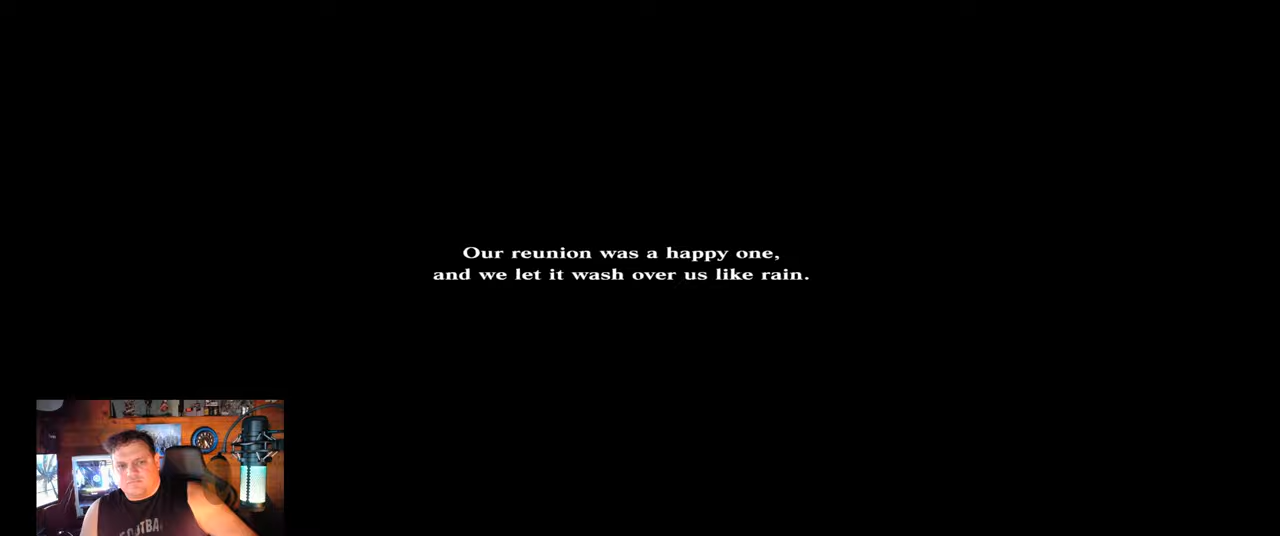 Our reunion was a happy one,
and we let it wash over us like rain.